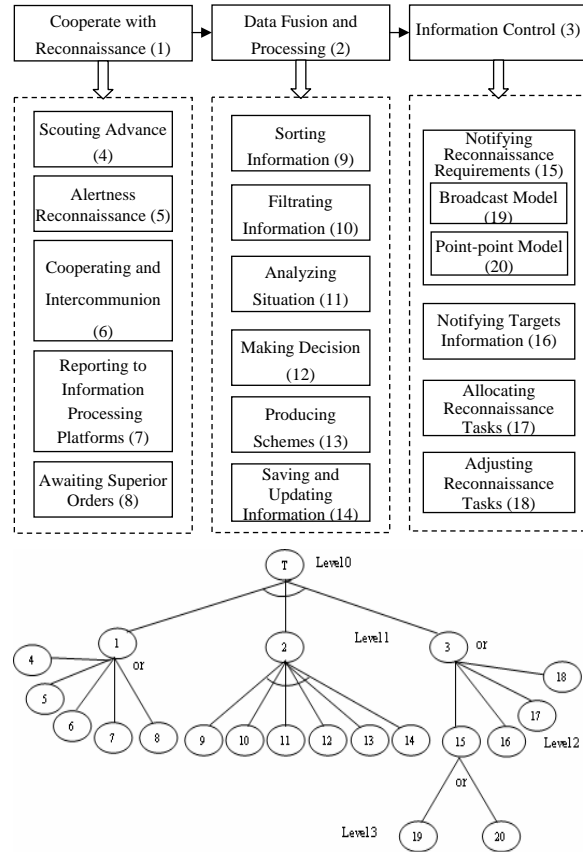 Cooperate with
Reconnaissance (1)
Data Fusion and
Processing (2)
Information Control (3)
Scouting Advance
(4)
Alertness
Reconnaissance (5)
Cooperating and
Intercommunion
(6)
Reporting to
Information
Processing
Platforms (7)
Awaiting Superior
Orders (8)
Sorting
Information (9)
Filtrating
Information (10)
Analyzing
Situation (11)
Making Decision
(12)
Producing
Schemes (13)
Saving and
Updating
Information (14)
Notifying
Reconnaissance
Requirements (15)
Broadcast Model
(19)
Point-point Model
(20)
Notifying Targets
Information (16)
Allocating
Reconnaissance
Tasks (17)
Adjusting
Reconnaissance
Tasks (18)
T
Level0
1
or
2
Level1
3
or
4
5
6
7
8
9
10
11
12
13
14
15
16
17
18
Level2
or
Level3
19
20